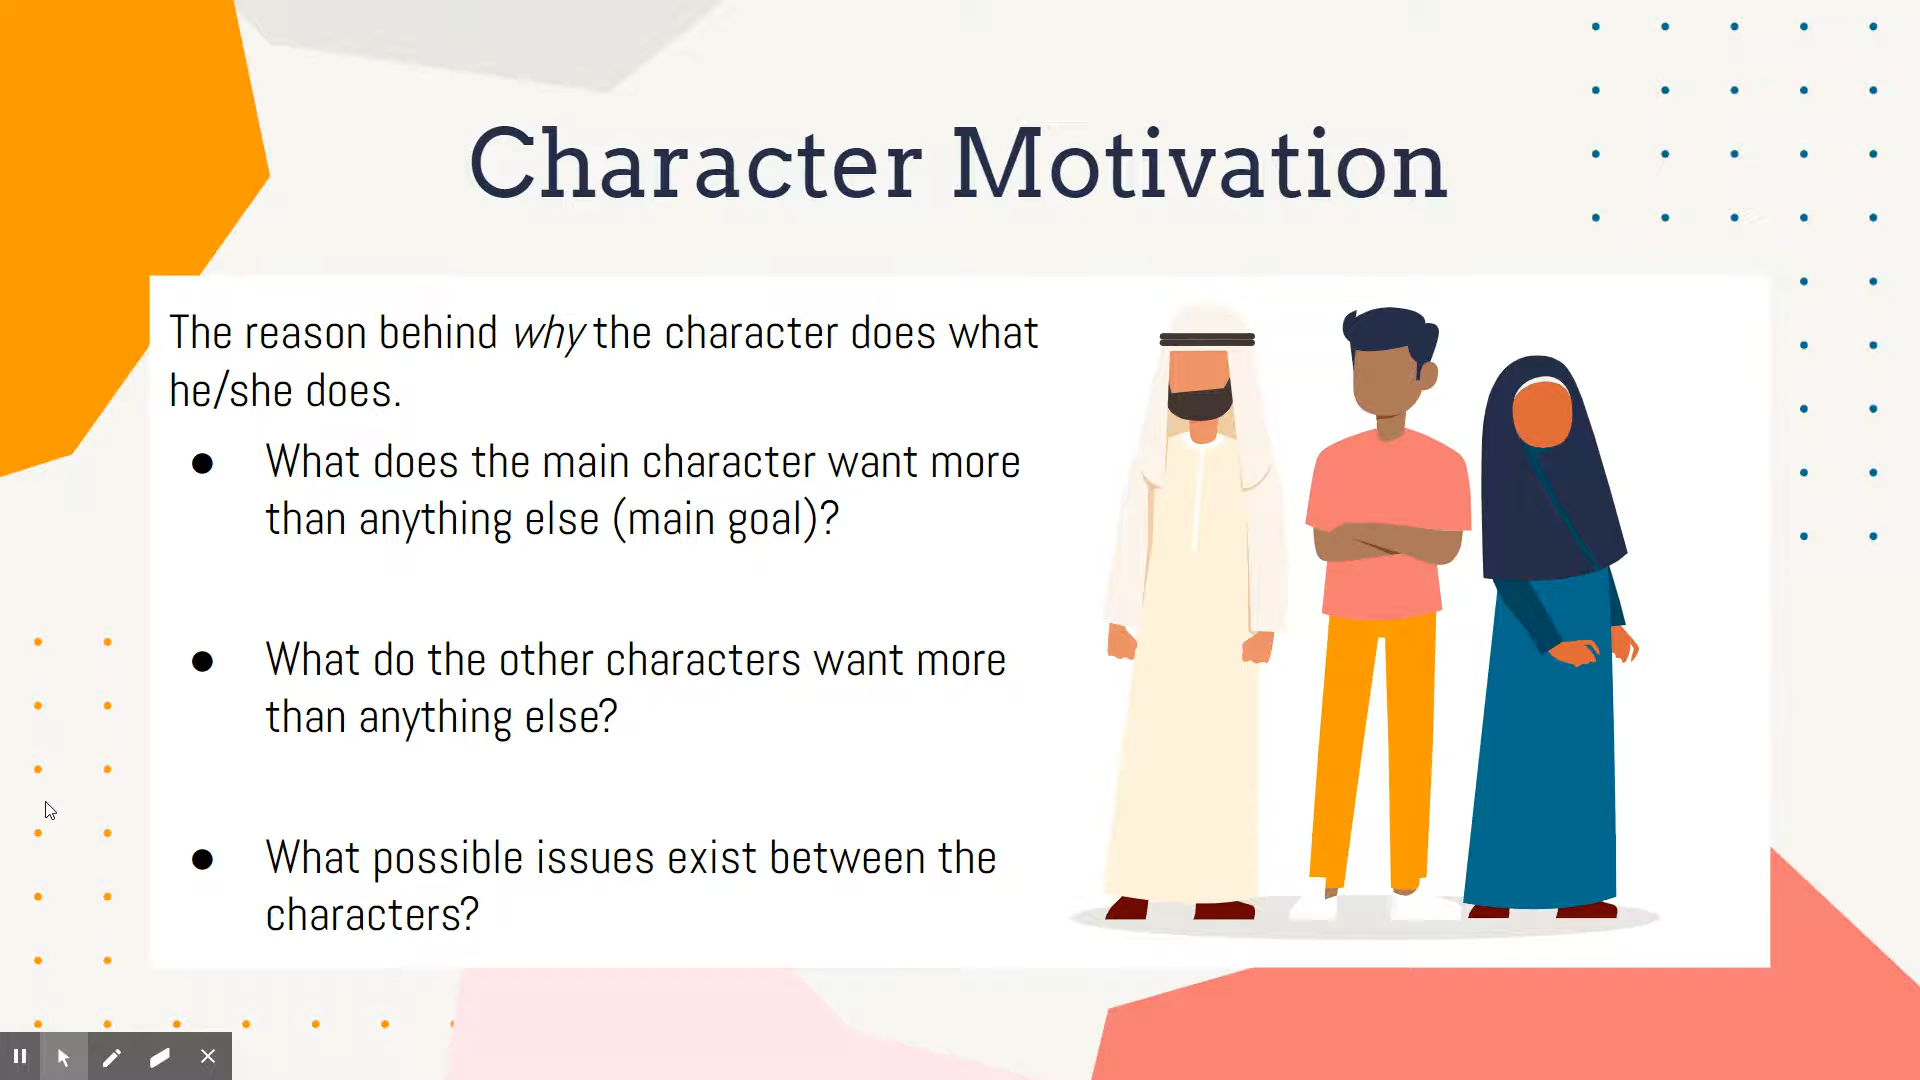 Character Motivation
The reason behind why the character does what
he/she does.
● What does the main character want more
than anything else (main goal)?
● What do the other characters want more
than anything else?
● What possible issues exist between the
characters?